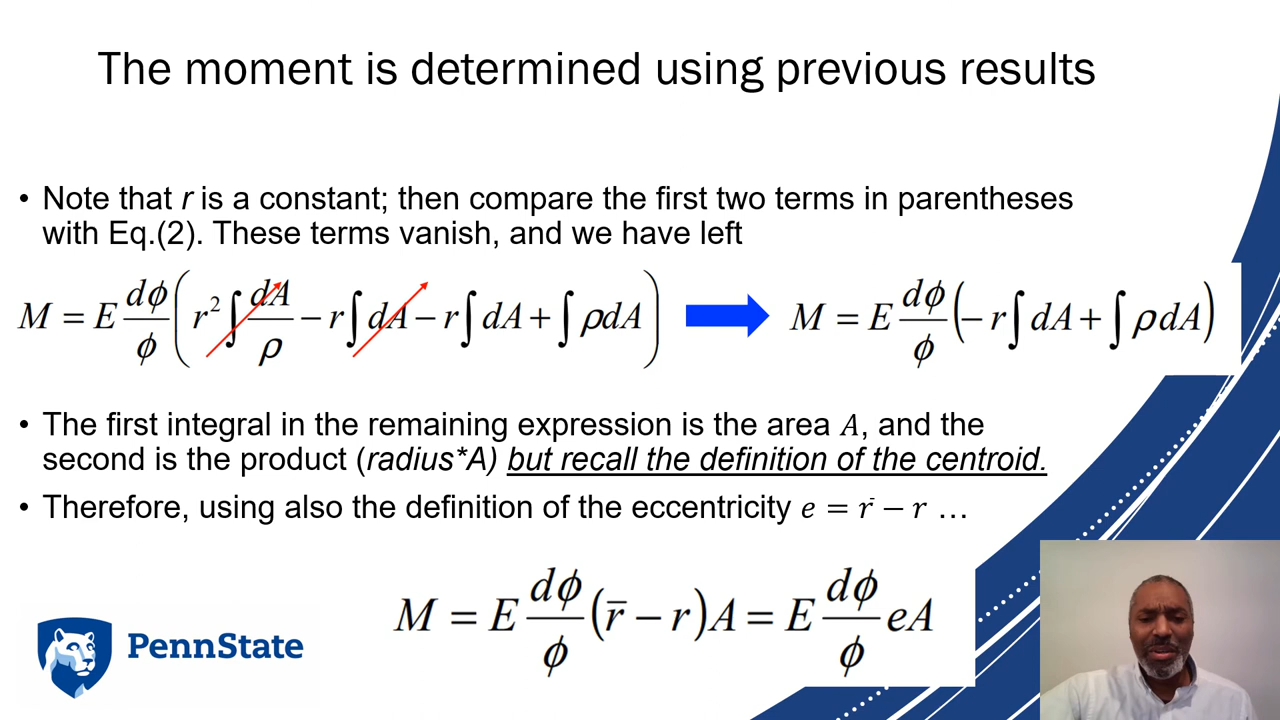 The moment is determined using previous results
• Note that r is a constant; then compare the first two terms in parentheses
with Eq.(2). These terms vanish, and we have left
M = E dϕ/ϕ ( r² ∫ dA/ρ − r ∫ dA − r ∫ dA + ∫ ρdA )
M = E dϕ/ϕ ( − r ∫ dA + ∫ ρdA )
• The first integral in the remaining expression is the area A, and the
second is the product (radius*A) but recall the definition of the centroid.
• Therefore, using also the definition of the eccentricity e = r̄ − r …
M = E dϕ/ϕ (r̄ − r)A = E dϕ/ϕ eA
PennState